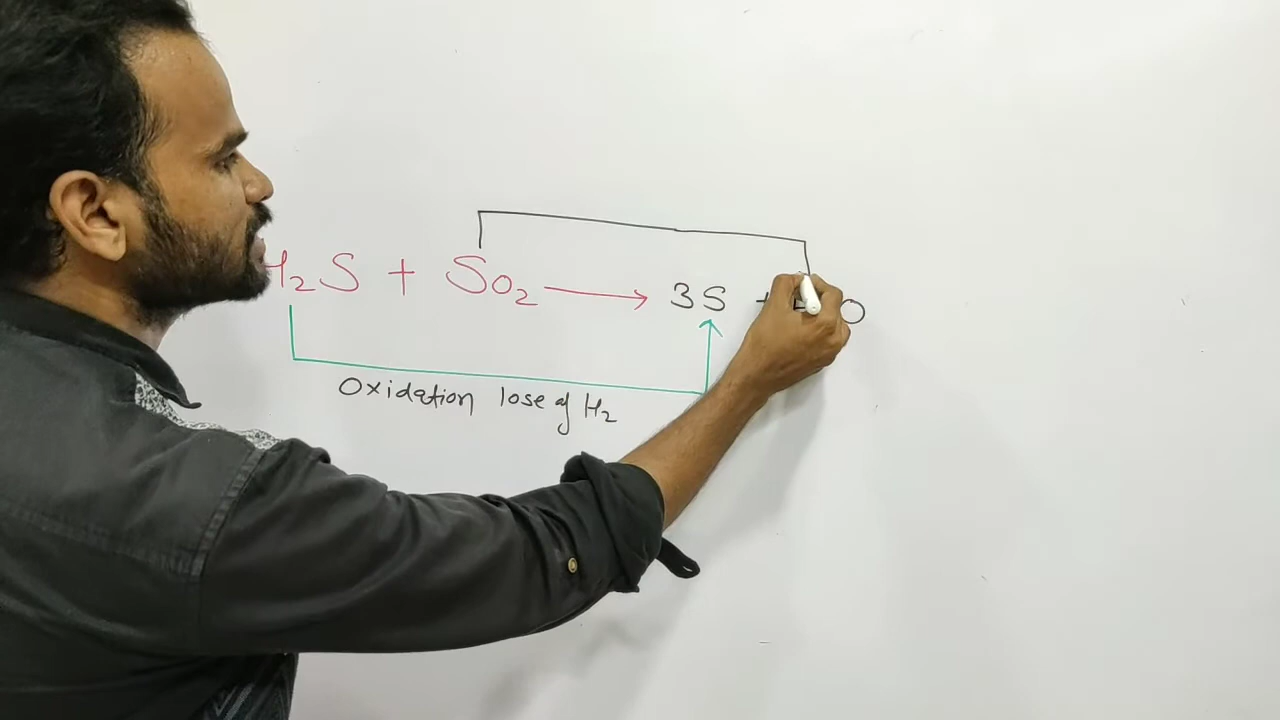 H₂S + SO₂ → 3S + O
Oxidation lose of H₂